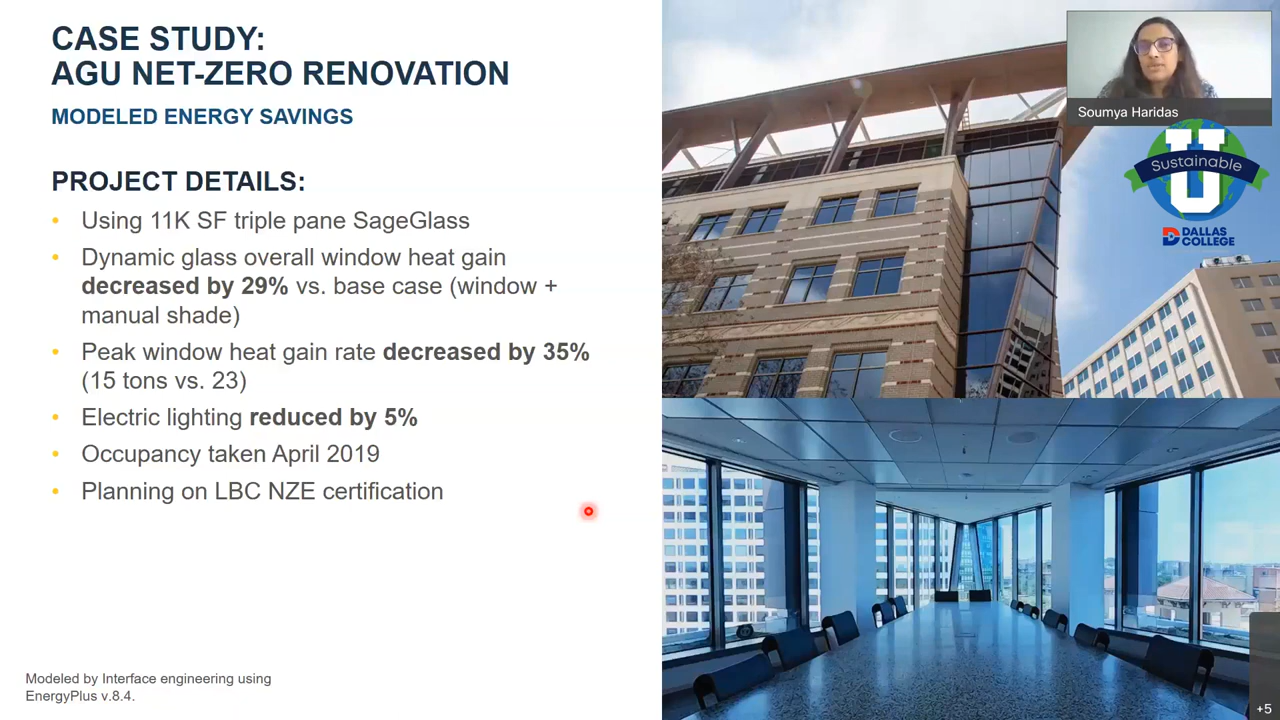 CASE STUDY:
AGU NET-ZERO RENOVATION
MODELED ENERGY SAVINGS
PROJECT DETAILS:
• Using 11K SF triple pane SageGlass
• Dynamic glass overall window heat gain
decreased by 29% vs. base case (window +
manual shade)
• Peak window heat gain rate decreased by 35%
(15 tons vs. 23)
• Electric lighting reduced by 5%
• Occupancy taken April 2019
• Planning on LBC NZE certification
Modeled by Interface engineering using
EnergyPlus v.8.4.
Soumya Haridas
U
Sustainable
D DALLAS
COLLEGE
+5